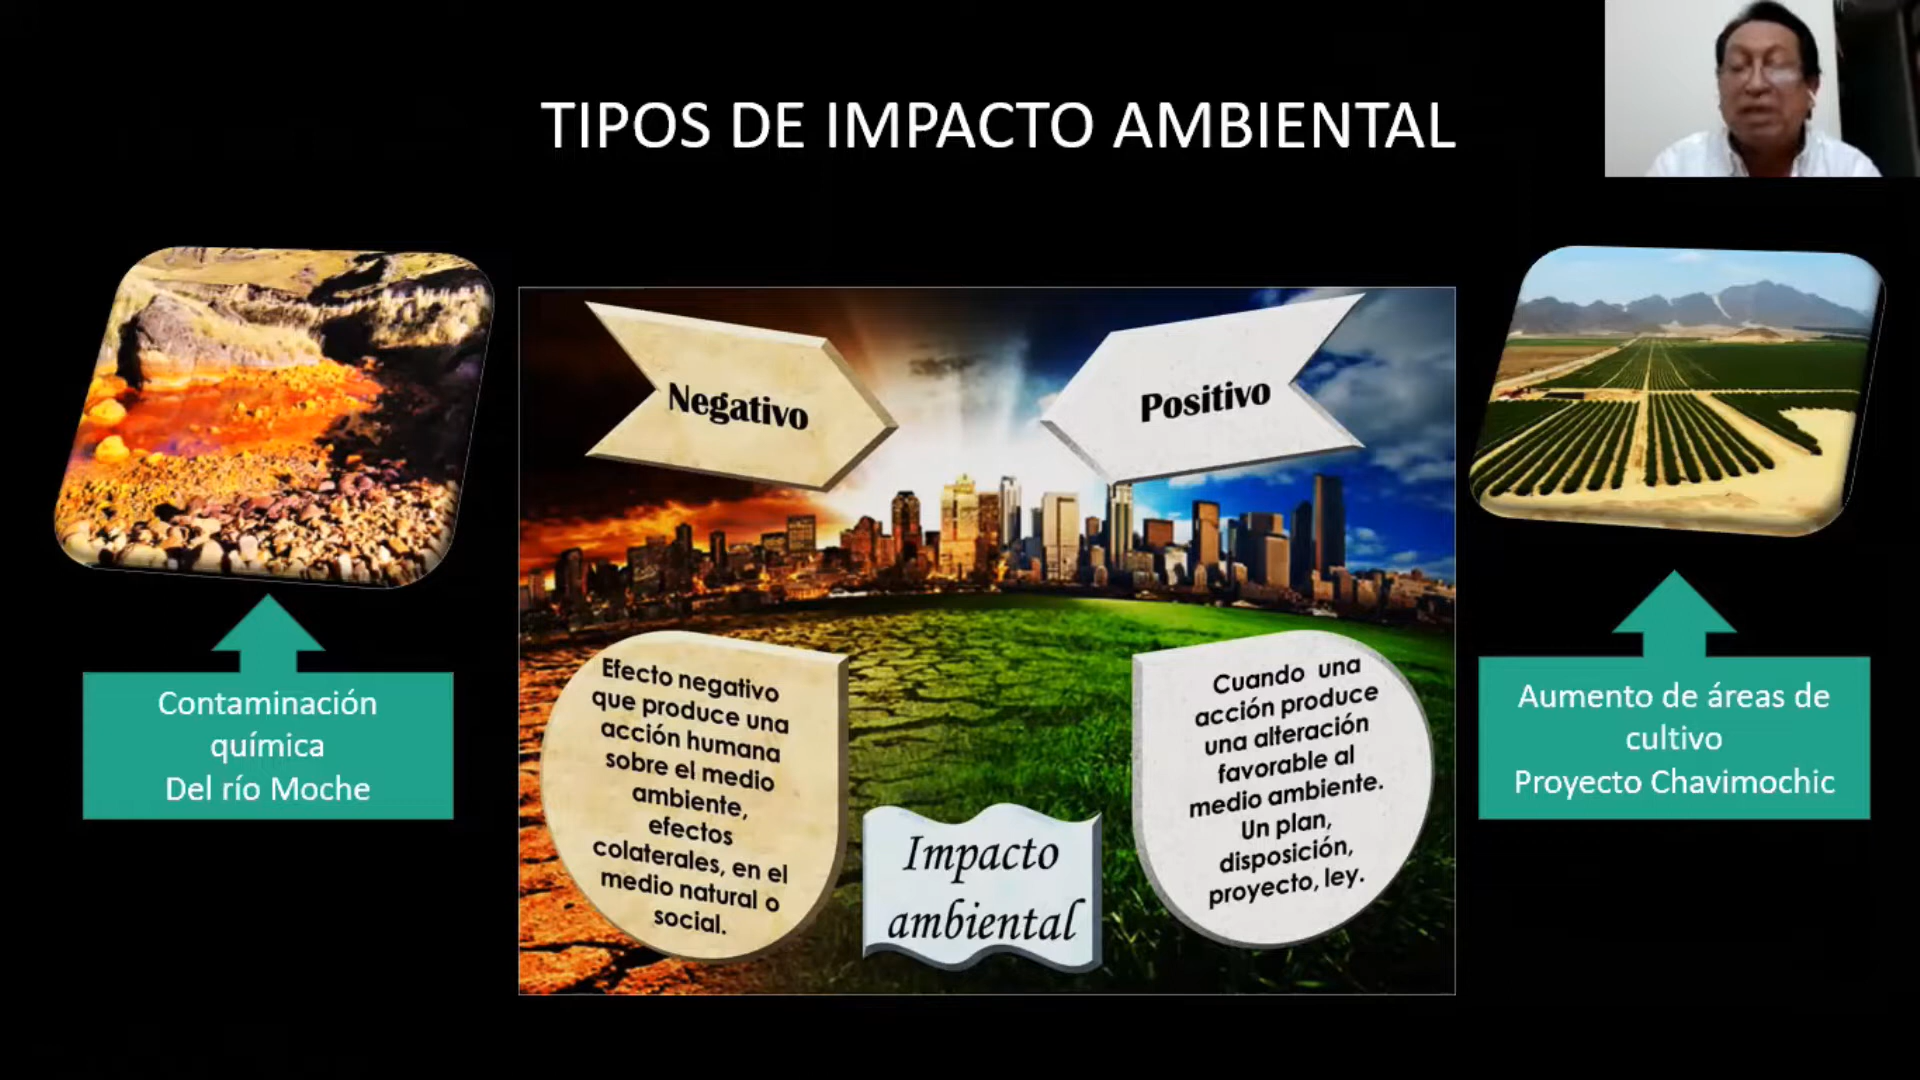 TIPOS DE IMPACTO AMBIENTAL
Negativo
Positivo
Efecto negativo
que produce una
acción humana
sobre el medio
ambiente,
efectos
colaterales, en el
medio natural o
social.
Cuando una
acción produce
una alteración
favorable al
medio ambiente.
Un plan,
disposición,
proyecto, ley.
Impacto
ambiental
Contaminación
química
Del río Moche
Aumento de áreas de
cultivo
Proyecto Chavimochic